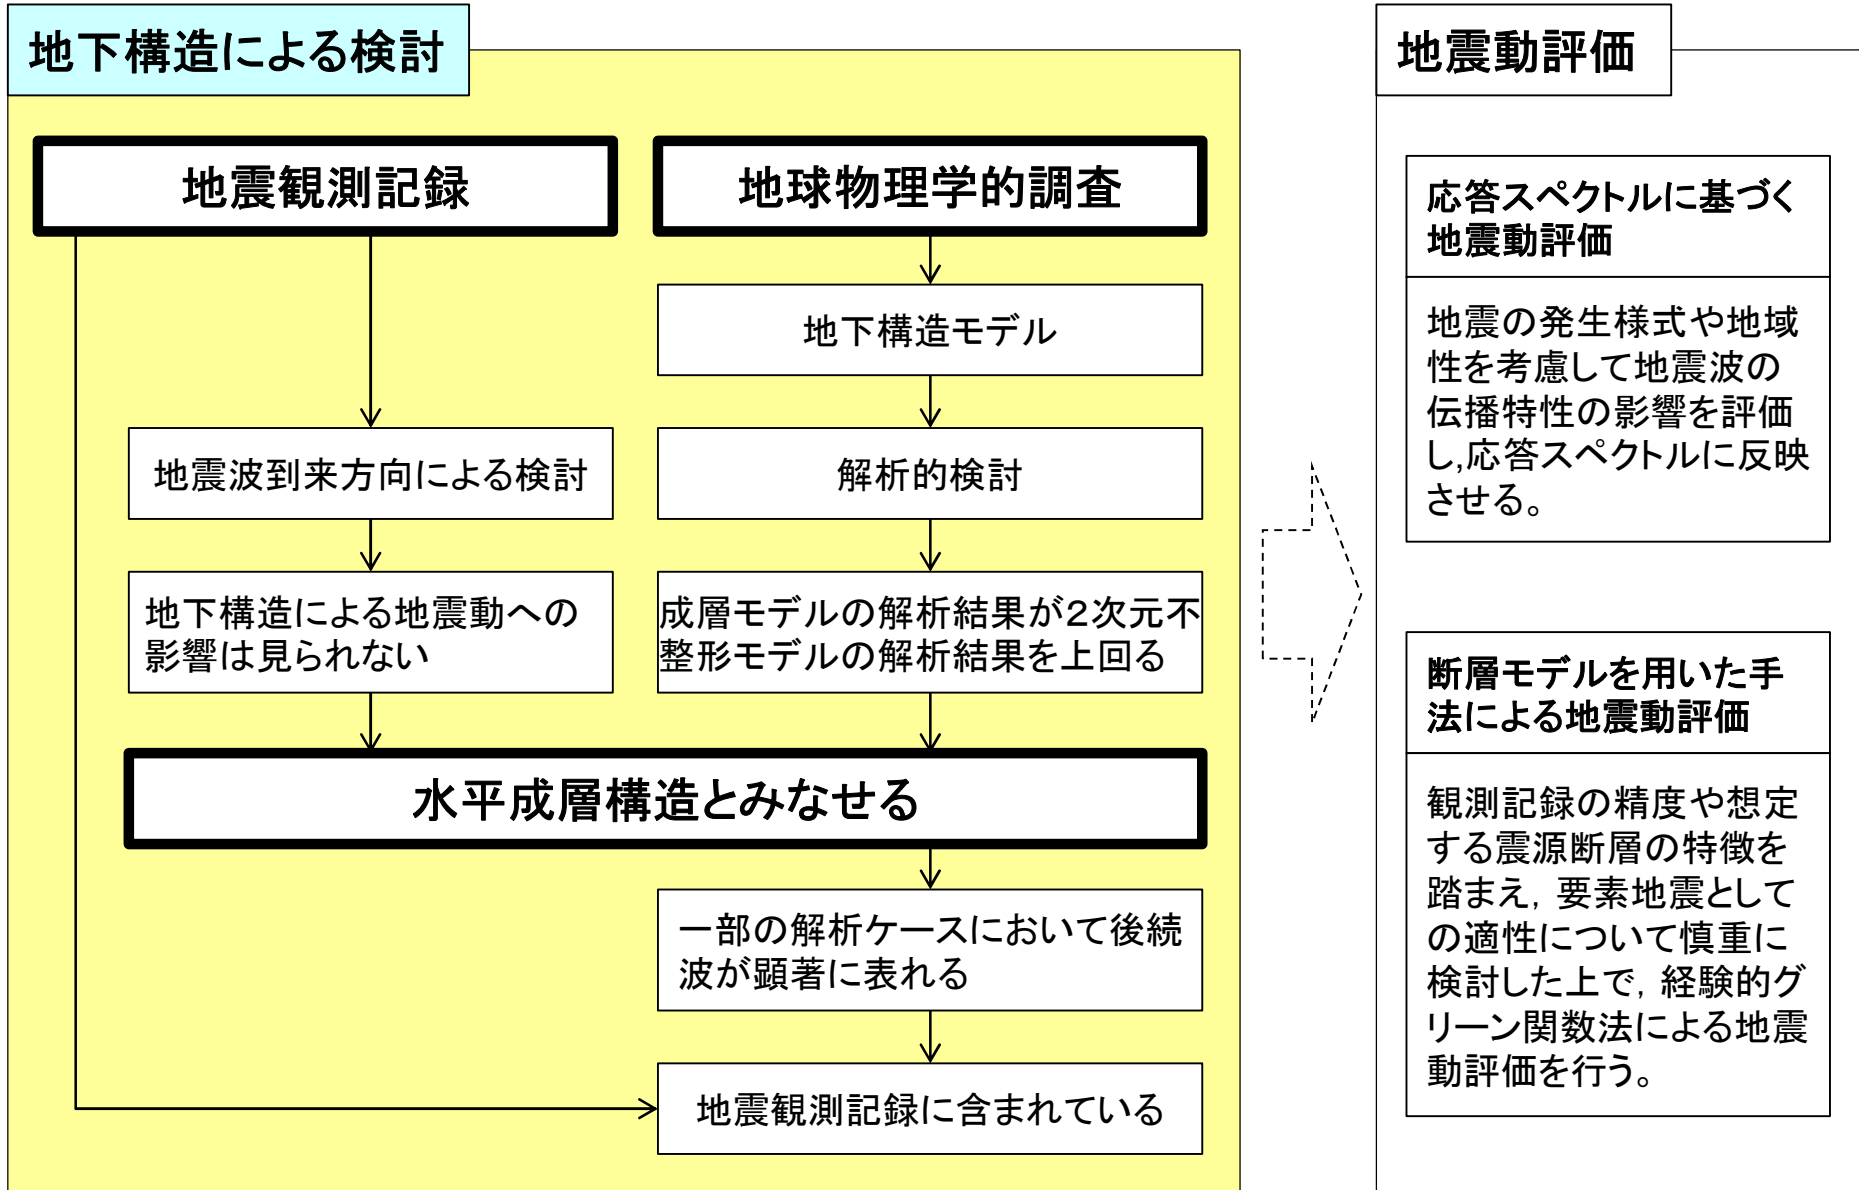 地下構造による検討
地震観測記録
地球物理学的調査
地下構造モデル
地震波到来方向による検討
解析的検討
地下構造による地震動への
影響は見られない
成層モデルの解析結果が2次元不
整形モデルの解析結果を上回る
水平成層構造とみなせる
一部の解析ケースにおいて後続
波が顕著に表れる
地震観測記録に含まれている
地震動評価
応答スペクトルに基づく
地震動評価
地震の発生様式や地域
性を考慮して地震波の
伝播特性の影響を評価
し,応答スペクトルに反映
させる。
断層モデルを用いた手
法による地震動評価
観測記録の精度や想定
する震源断層の特徴を
踏まえ, 要素地震として
の適性について慎重に
検討した上で, 経験的グ
リーン関数法による地震
動評価を行う。